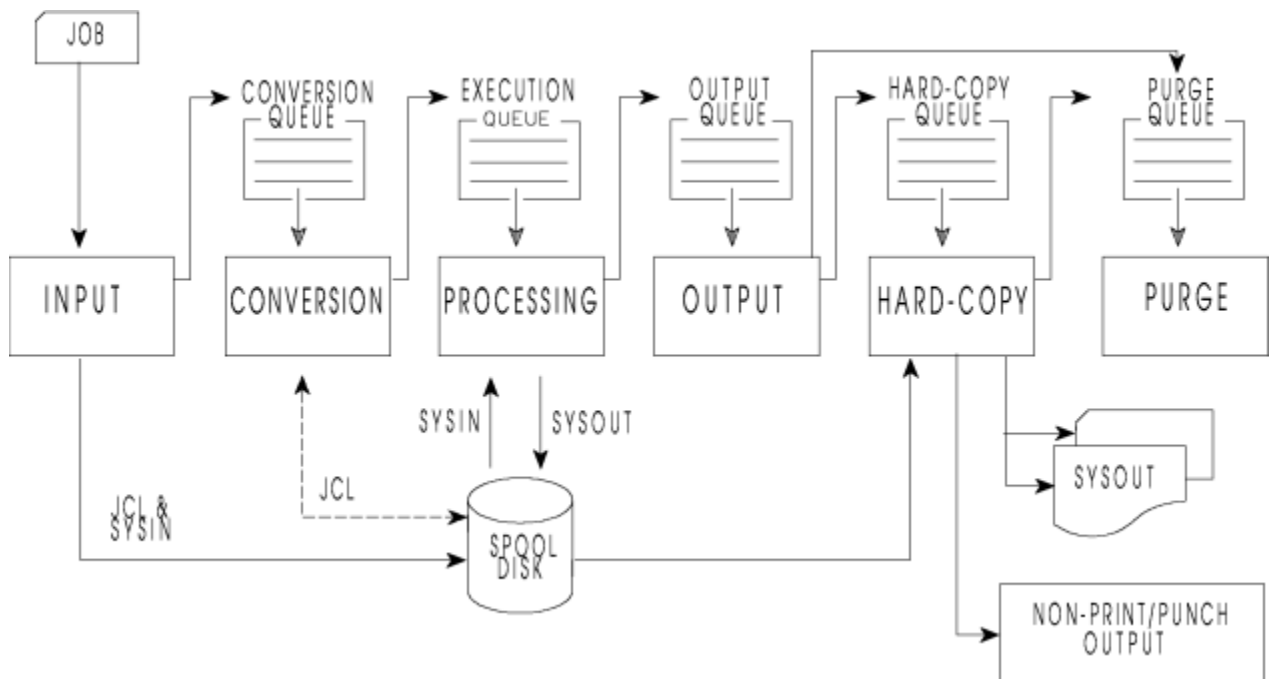 JOB
CONVERSION
QUEUE
EXECUTION
QUEUE
OUTPUT
QUEUE
HARD-COPY
QUEUE
PURGE
QUEUE
INPUT
CONVERSION
PROCESSING
OUTPUT
HARD-COPY
PURGE
SYSIN
SYSOUT
JCL
JCL &
SYSIN
SPOOL
DISK
SYSOUT
NON-PRINT/PUNCH
OUTPUT